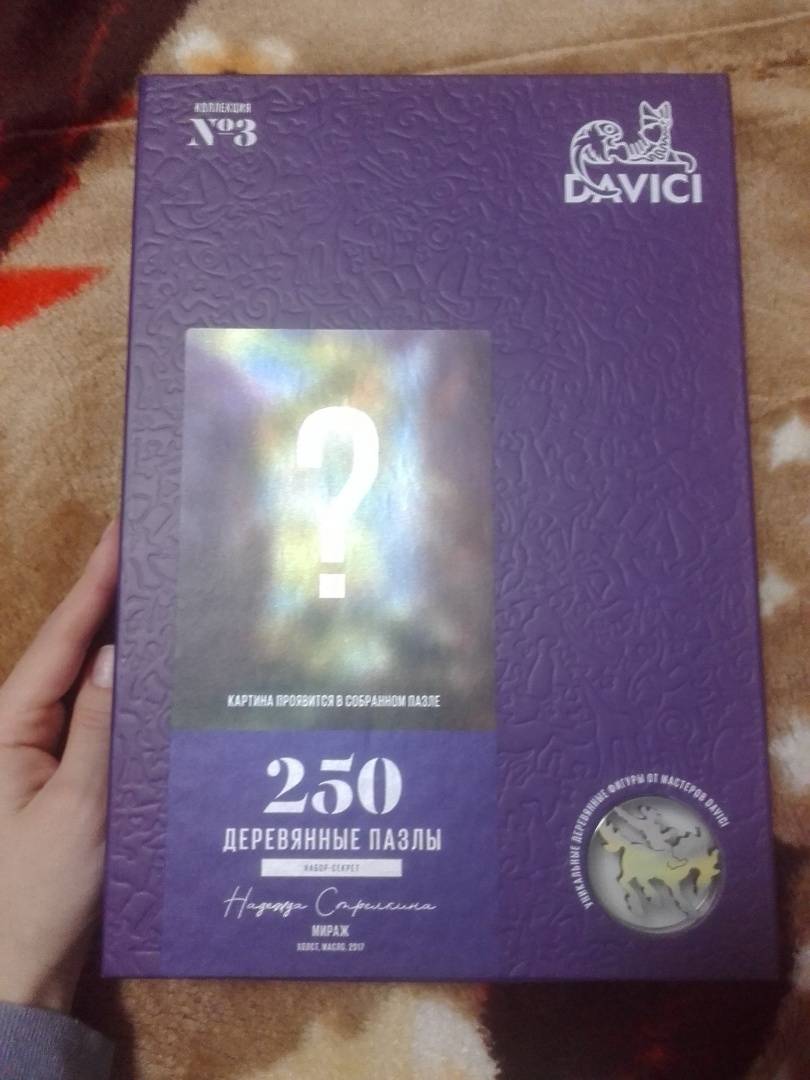 КОЛЛЕКЦИЯ
№3
DAVICI
?
КАРТИНА ПРОЯВИТСЯ В СОБРАННОМ ПАЗЛЕ
250
ДЕРЕВЯННЫЕ ПАЗЛЫ
НАБОР-СЕКРЕТ
Надежда Стрелкина
МИРАЖ
ХОЛСТ, МАСЛО, 2017
УНИКАЛЬНЫЕ ДЕРЕВЯННЫЕ ФИГУРЫ ОТ МАСТЕРОВ DAVICI